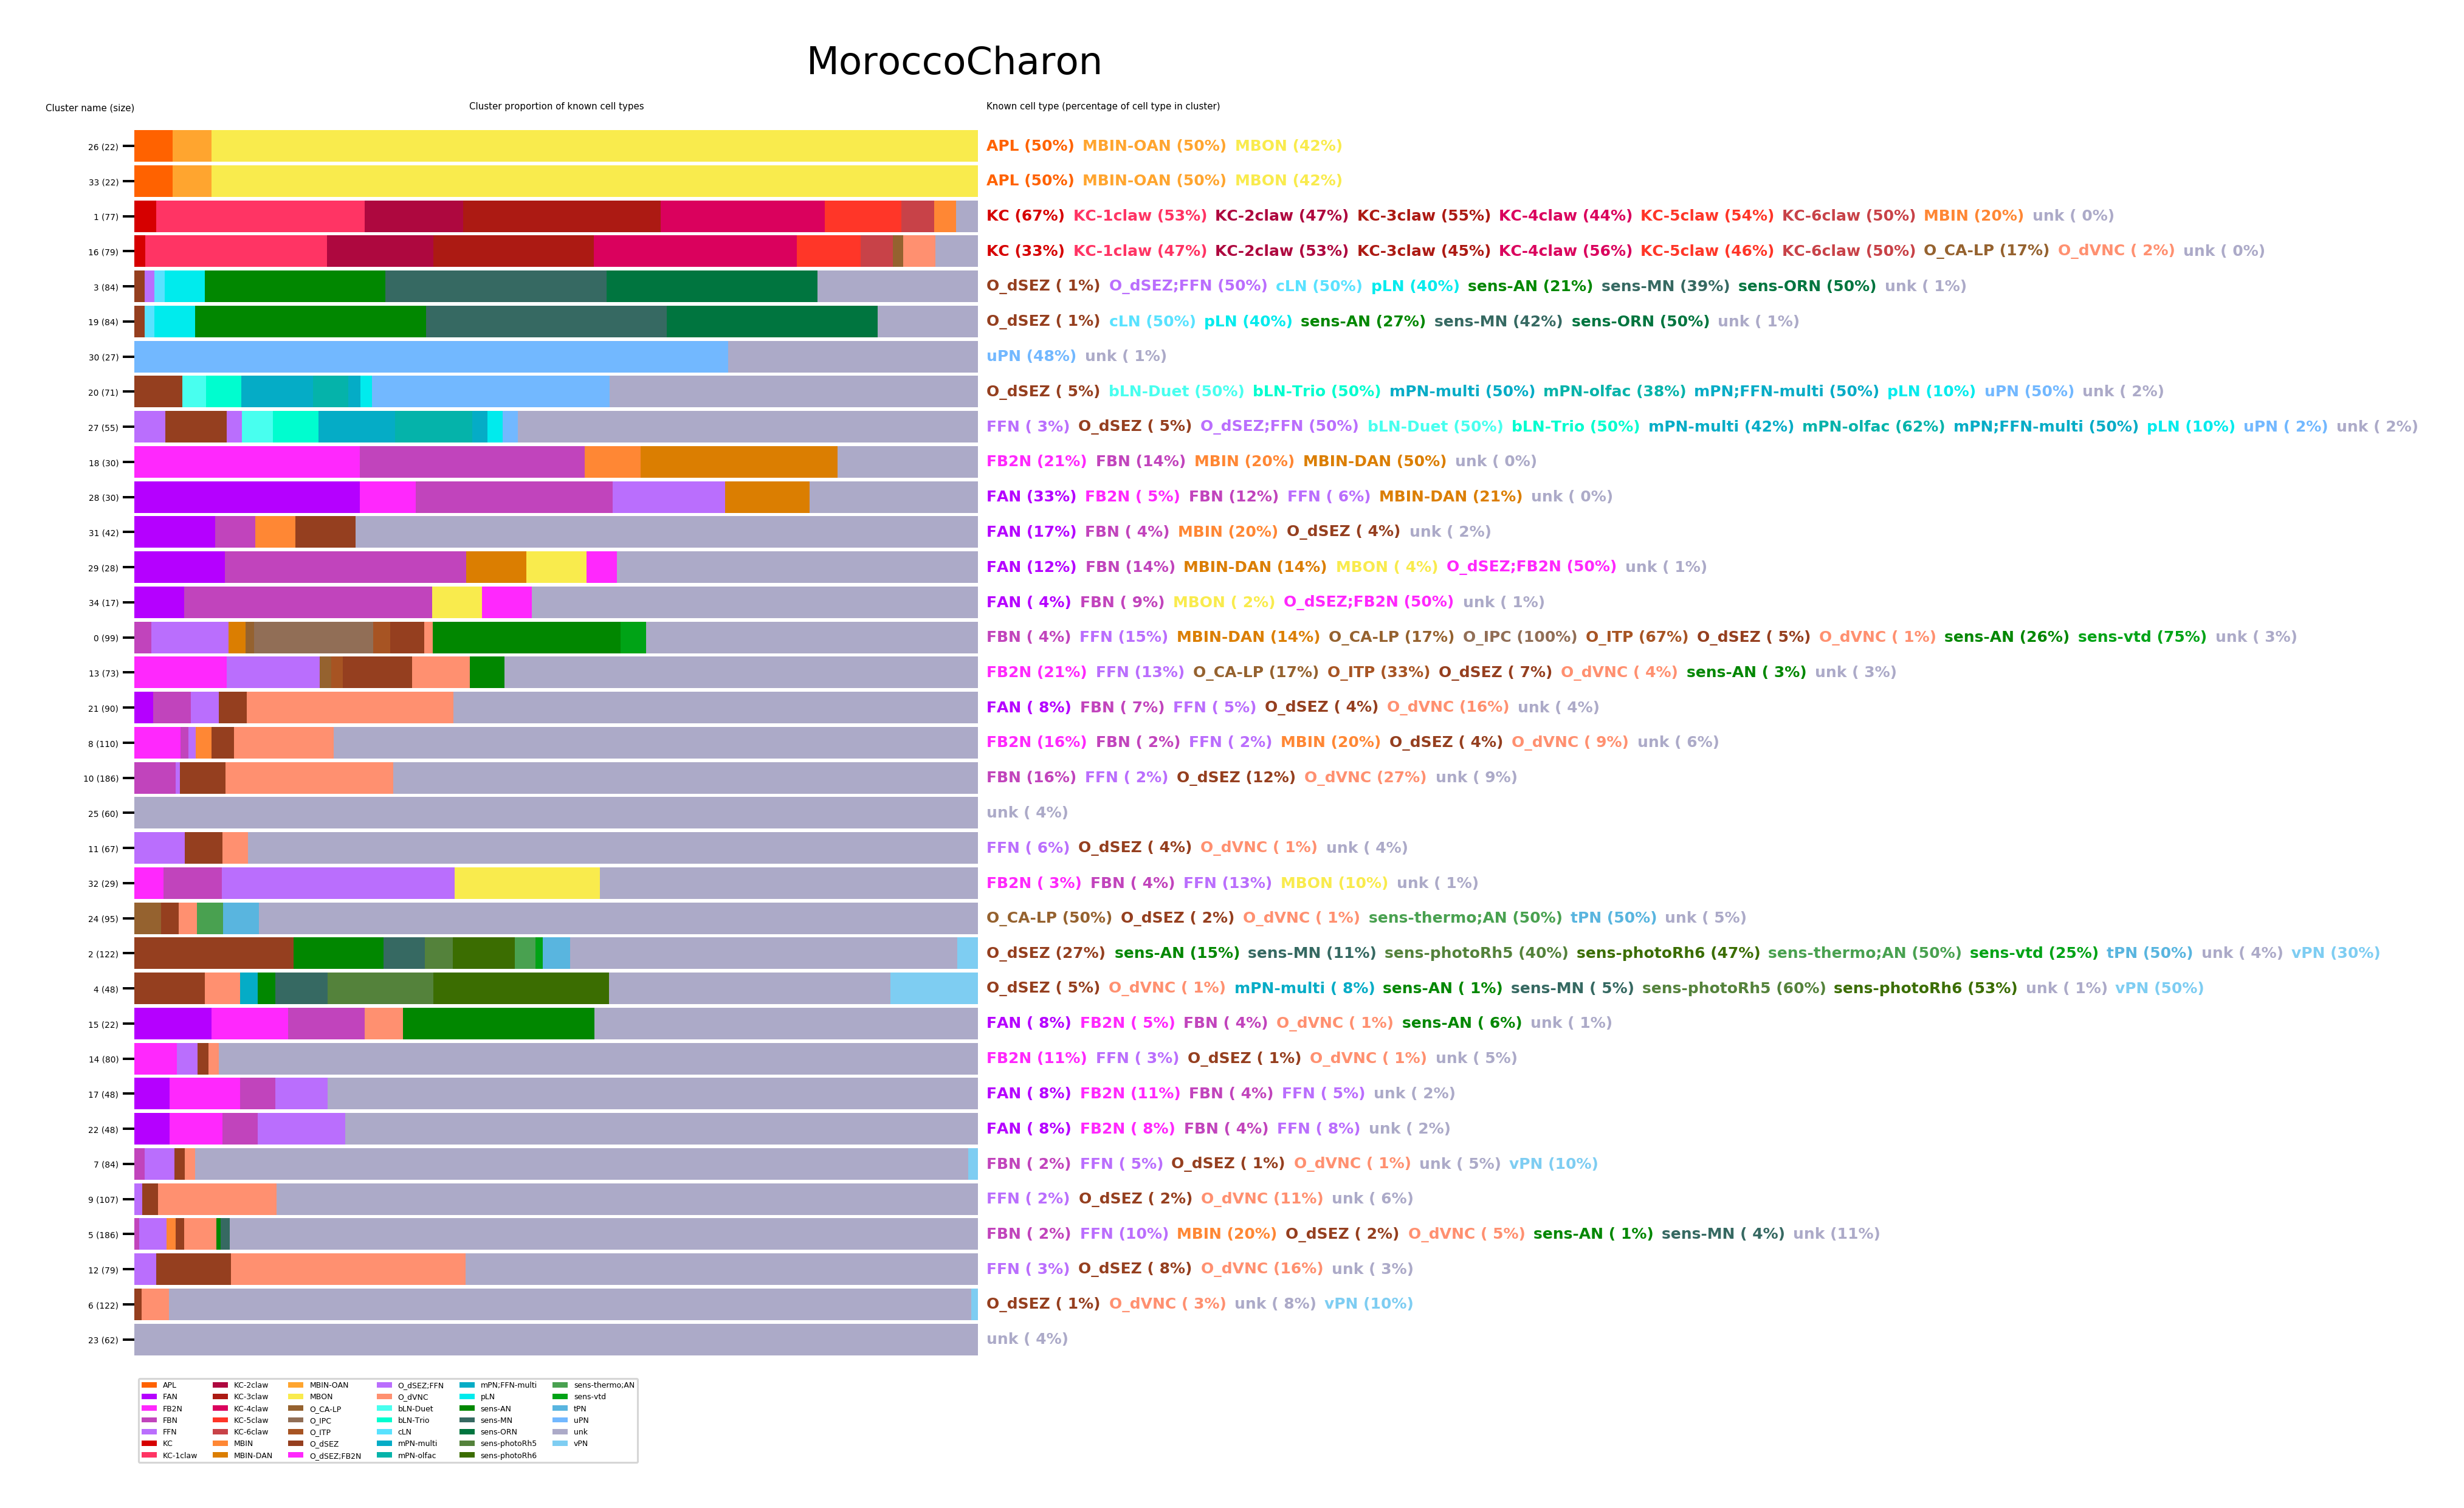 MoroccoCharon
Cluster name (size) Cluster proportion of known cell types Known cell type (percentage of cell type in cluster)
26 (22) APL (50%) MBIN-OAN (50%) MBON (42%)
33 (22) APL (50%) MBIN-OAN (50%) MBON (42%)
1 (77) KC (67%) KC-1claw (53%) KC-2claw (47%) KC-3claw (55%) KC-4claw (44%) KC-5claw (54%) KC-6claw (50%) MBIN (20%) unk ( 0%)
16 (79) KC (33%) KC-1claw (47%) KC-2claw (53%) KC-3claw (45%) KC-4claw (56%) KC-5claw (46%) KC-6claw (50%) O_CA-LP (17%) O_dVNC ( 2%) unk ( 0%)
3 (84) O_dSEZ ( 1%) O_dSEZ;FFN (50%) cLN (50%) pLN (40%) sens-AN (21%) sens-MN (39%) sens-ORN (50%) unk ( 1%)
19 (84) O_dSEZ ( 1%) cLN (50%) pLN (40%) sens-AN (27%) sens-MN (42%) sens-ORN (50%) unk ( 1%)
30 (27) uPN (48%) unk ( 1%)
20 (71) O_dSEZ ( 5%) bLN-Duet (50%) bLN-Trio (50%) mPN-multi (50%) mPN-olfac (38%) mPN;FFN-multi (50%) pLN (10%) uPN (50%) unk ( 2%)
27 (55) FFN ( 3%) O_dSEZ ( 5%) O_dSEZ;FFN (50%) bLN-Duet (50%) bLN-Trio (50%) mPN-multi (42%) mPN-olfac (62%) mPN;FFN-multi (50%) pLN (10%) uPN ( 2%) unk ( 2%)
18 (30) FB2N (21%) FBN (14%) MBIN (20%) MBIN-DAN (50%) unk ( 0%)
28 (30) FAN (33%) FB2N ( 5%) FBN (12%) FFN ( 6%) MBIN-DAN (21%) unk ( 0%)
31 (42) FAN (17%) FBN ( 4%) MBIN (20%) O_dSEZ ( 4%) unk ( 2%)
29 (28) FAN (12%) FBN (14%) MBIN-DAN (14%) MBON ( 4%) O_dSEZ;FB2N (50%) unk ( 1%)
34 (17) FAN ( 4%) FBN ( 9%) MBON ( 2%) O_dSEZ;FB2N (50%) unk ( 1%)
0 (99) FBN ( 4%) FFN (15%) MBIN-DAN (14%) O_CA-LP (17%) O_IPC (100%) O_ITP (67%) O_dSEZ ( 5%) O_dVNC ( 1%) sens-AN (26%) sens-vtd (75%) unk ( 3%)
13 (73) FB2N (21%) FFN (13%) O_CA-LP (17%) O_ITP (33%) O_dSEZ ( 7%) O_dVNC ( 4%) sens-AN ( 3%) unk ( 3%)
21 (90) FAN ( 8%) FBN ( 7%) FFN ( 5%) O_dSEZ ( 4%) O_dVNC (16%) unk ( 4%)
8 (110) FB2N (16%) FBN ( 2%) FFN ( 2%) MBIN (20%) O_dSEZ ( 4%) O_dVNC ( 9%) unk ( 6%)
10 (186) FBN (16%) FFN ( 2%) O_dSEZ (12%) O_dVNC (27%) unk ( 9%)
25 (60) unk ( 4%)
11 (67) FFN ( 6%) O_dSEZ ( 4%) O_dVNC ( 1%) unk ( 4%)
32 (29) FB2N ( 3%) FBN ( 4%) FFN (13%) MBON (10%) unk ( 1%)
24 (95) O_CA-LP (50%) O_dSEZ ( 2%) O_dVNC ( 1%) sens-thermo;AN (50%) tPN (50%) unk ( 5%)
2 (122) O_dSEZ (27%) sens-AN (15%) sens-MN (11%) sens-photoRh5 (40%) sens-photoRh6 (47%) sens-thermo;AN (50%) sens-vtd (25%) tPN (50%) unk ( 4%) vPN (30%)
4 (48) O_dSEZ ( 5%) O_dVNC ( 1%) mPN-multi ( 8%) sens-AN ( 1%) sens-MN ( 5%) sens-photoRh5 (60%) sens-photoRh6 (53%) unk ( 1%) vPN (50%)
15 (22) FAN ( 8%) FB2N ( 5%) FBN ( 4%) O_dVNC ( 1%) sens-AN ( 6%) unk ( 1%)
14 (80) FB2N (11%) FFN ( 3%) O_dSEZ ( 1%) O_dVNC ( 1%) unk ( 5%)
17 (48) FAN ( 8%) FB2N (11%) FBN ( 4%) FFN ( 5%) unk ( 2%)
22 (48) FAN ( 8%) FB2N ( 8%) FBN ( 4%) FFN ( 8%) unk ( 2%)
7 (84) FBN ( 2%) FFN ( 5%) O_dSEZ ( 1%) O_dVNC ( 1%) unk ( 5%) vPN (10%)
9 (107) FFN ( 2%) O_dSEZ ( 2%) O_dVNC (11%) unk ( 6%)
5 (186) FBN ( 2%) FFN (10%) MBIN (20%) O_dSEZ ( 2%) O_dVNC ( 5%) sens-AN ( 1%) sens-MN ( 4%) unk (11%)
12 (79) FFN ( 3%) O_dSEZ ( 8%) O_dVNC (16%) unk ( 3%)
6 (122) O_dSEZ ( 1%) O_dVNC ( 3%) unk ( 8%) vPN (10%)
23 (62) unk ( 4%)
APL KC-2claw MBIN-OAN O_dSEZ;FFN mPN;FFN-multi sens-thermo;AN
FAN KC-3claw MBON O_dVNC pLN sens-vtd
FB2N KC-4claw O_CA-LP bLN-Duet sens-AN tPN
FBN KC-5claw O_IPC bLN-Trio sens-MN uPN
FFN KC-6claw O_ITP cLN sens-ORN unk
KC MBIN O_dSEZ mPN-multi sens-photoRh5 vPN
KC-1claw MBIN-DAN O_dSEZ;FB2N mPN-olfac sens-photoRh6